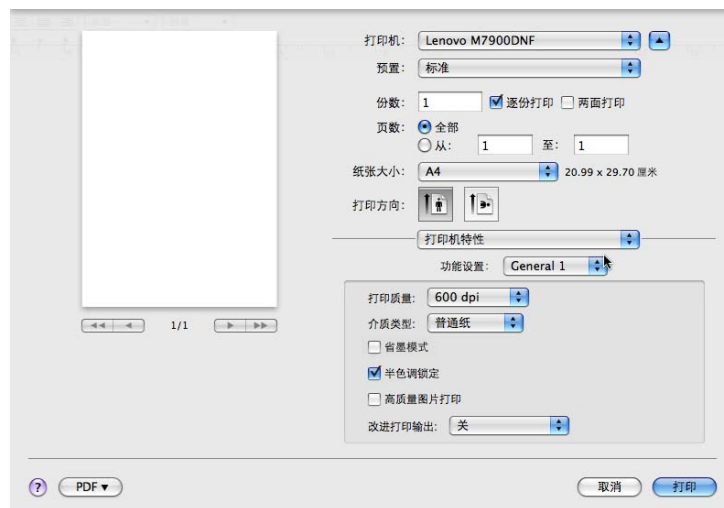 打印机: Lenovo M7900DNF
预置: 标准
份数: 1 逐份打印 两面打印
页数: 全部
从: 1 至: 1
纸张大小: A4 20.99 x 29.70 厘米
打印方向:
打印机特性
功能设置: General 1
打印质量: 600 dpi
介质类型: 普通纸
省墨模式
半色调锁定
高质量图片打印
改进打印输出: 关
1/1
? PDF 取消 打印